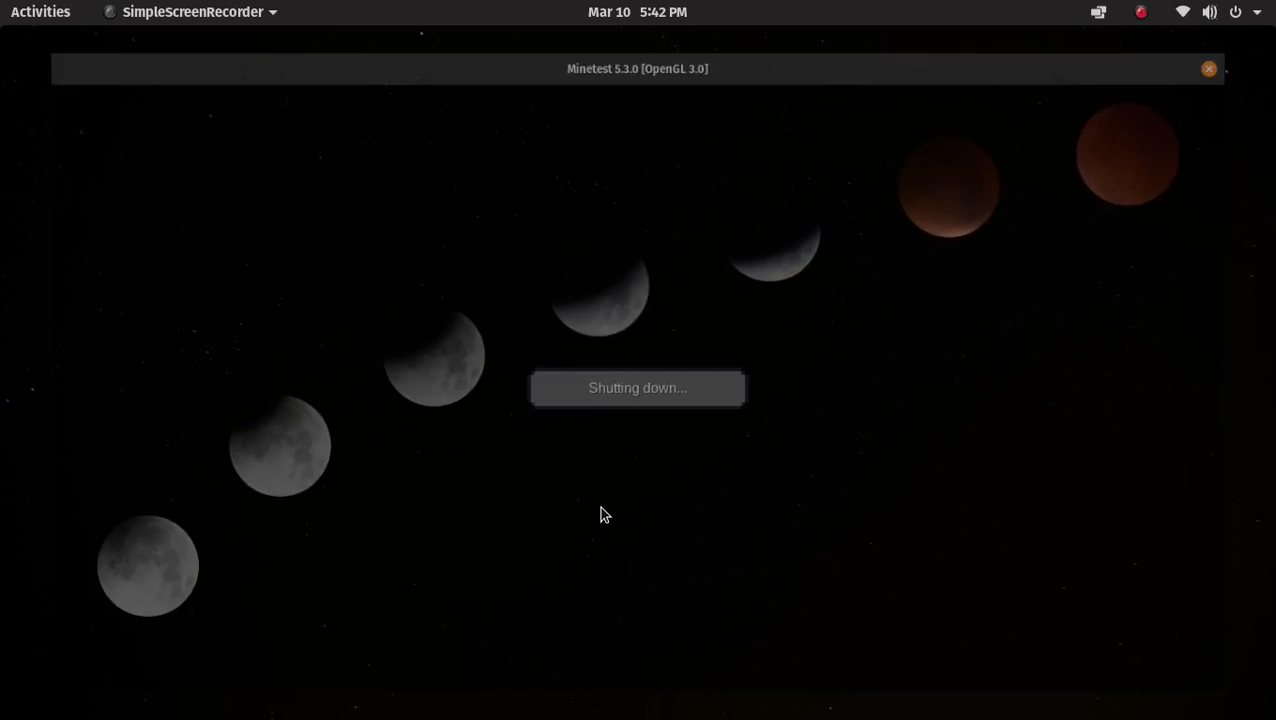 Activities SimpleScreenRecorder Mar 10 5:42 PM
Minetest 5.3.0 [OpenGL 3.0]
Shutting down...